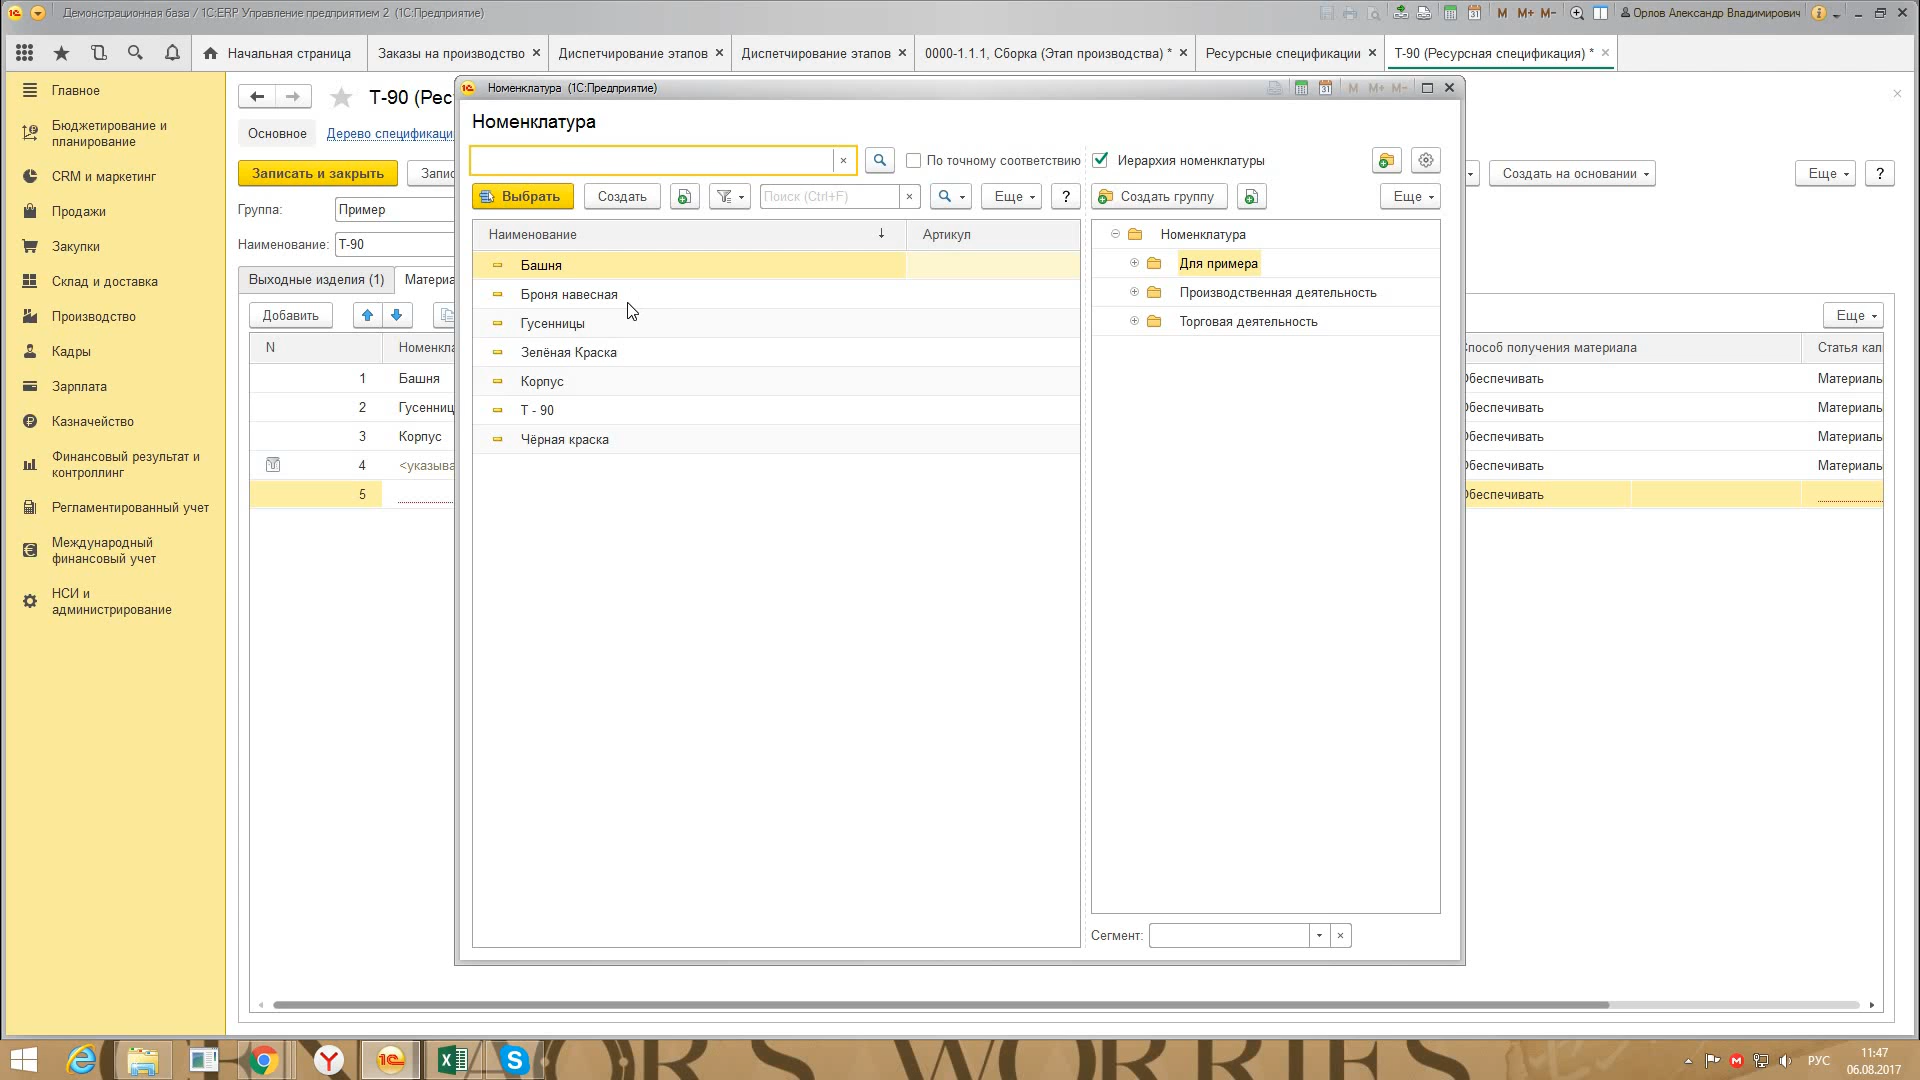 Демонстрационная база / 1С:ERP Управление предприятием 2 (1С:Предприятие)
M M+ M- Орлов Александр Владимирович
Начальная страница
Заказы на производство
Диспетчирование этапов
Диспетчирование этапов
0000-1.1.1, Сборка (Этап производства) *
Ресурсные спецификации
Т-90 (Ресурсная спецификация) *
Главное
Бюджетирование и
планирование
CRM и маркетинг
Продажи
Закупки
Склад и доставка
Производство
Кадры
Зарплата
Казначейство
Финансовый результат и
контроллинг
Регламентированный учет
Международный
финансовый учет
НСИ и
администрирование
Т-90 (Рес
Основное
Дерево спецификаци
Записать и закрыть
Запис
Создать на основании
Еще
?
Группа:
Пример
Наименование:
Т-90
Выходные изделия (1)
Материа
Добавить
Еще
N
Номенкла
Способ получения материала
Статья кал
1
Башня
Обеспечивать
Материаль
2
Гусениц
Обеспечивать
Материаль
3
Корпус
Обеспечивать
Материаль
4
<указыва
Обеспечивать
Материаль
5
Обеспечивать
Номенклатура (1С:Предприятие)
M M+ M-
Номенклатура
По точному соответствию
Иерархия номенклатуры
Выбрать
Создать
Поиск (Ctrl+F)
Еще
?
Создать группу
Еще
Наименование
Артикул
Башня
Броня навесная
Гусенницы
Зелёная Краска
Корпус
Т - 90
Чёрная краска
Номенклатура
Для примера
Производственная деятельность
Торговая деятельность
Сегмент:
WORRIES
РУС
11:47
06.08.2017